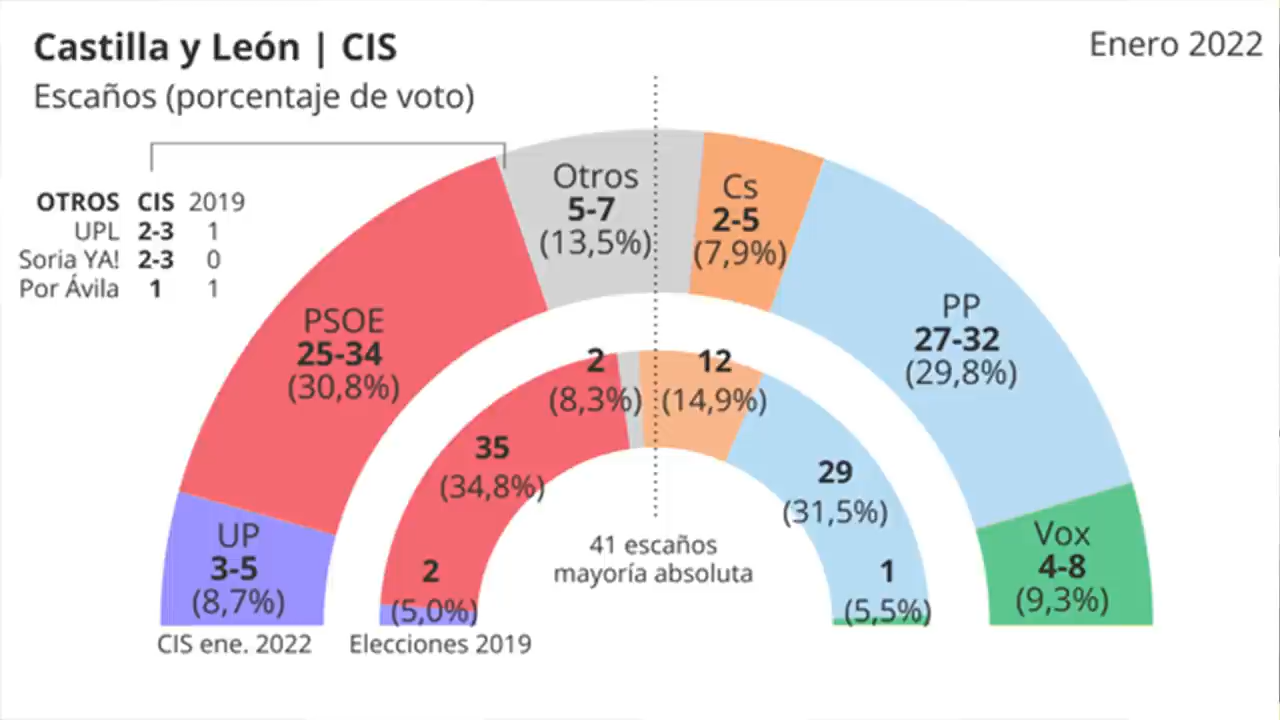 Castilla y León | CIS
Enero 2022
Escaños (porcentaje de voto)
OTROS CIS 2019
UPL 2-3 1
Soria YA! 2-3 0
Por Ávila 1 1
Otros
5-7
(13,5%)
Cs
2-5
(7,9%)
PSOE
25-34
(30,8%)
PP
27-32
(29,8%)
UP
3-5
(8,7%)
Vox
4-8
(9,3%)
2
(8,3%)
12
(14,9%)
35
(34,8%)
29
(31,5%)
2
(5,0%)
1
(5,5%)
41 escaños
mayoría absoluta
CIS ene. 2022
Elecciones 2019